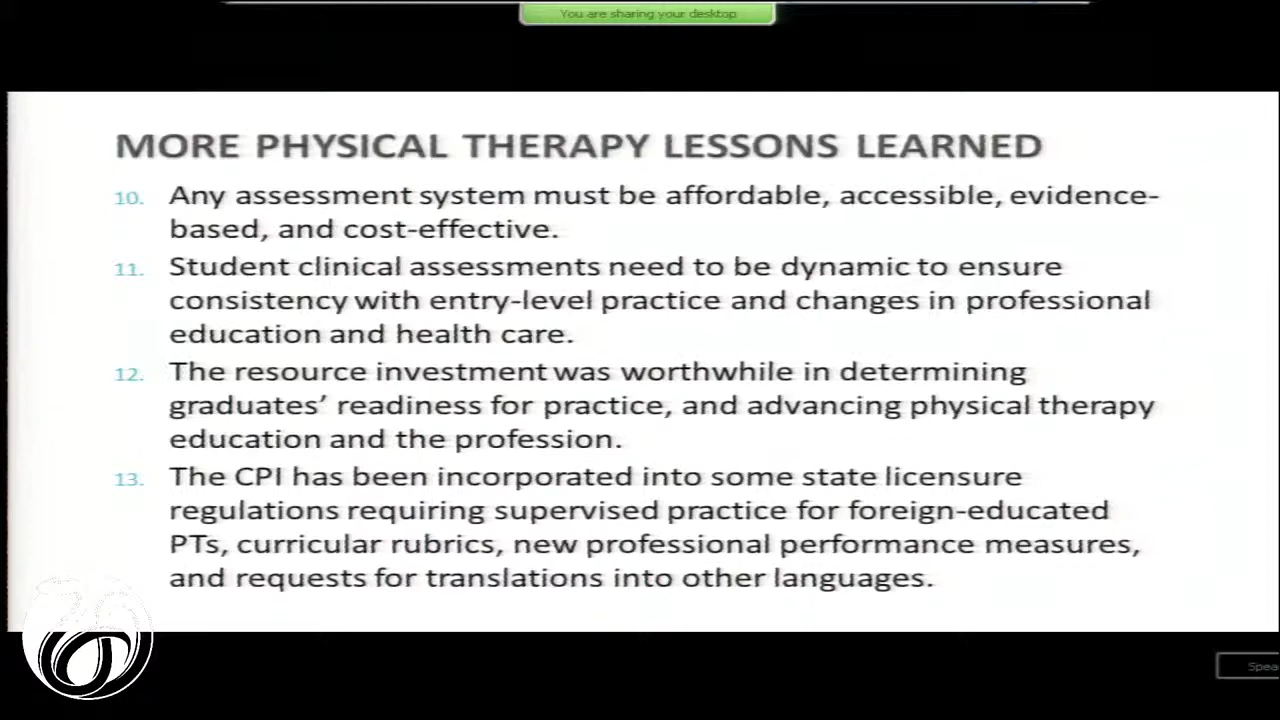 You are sharing your desktop
MORE PHYSICAL THERAPY LESSONS LEARNED
10. Any assessment system must be affordable, accessible, evidence-
based, and cost-effective.
11. Student clinical assessments need to be dynamic to ensure
consistency with entry-level practice and changes in professional
education and health care.
12. The resource investment was worthwhile in determining
graduates’ readiness for practice, and advancing physical therapy
education and the profession.
13. The CPI has been incorporated into some state licensure
regulations requiring supervised practice for foreign-educated
PTs, curricular rubrics, new professional performance measures,
and requests for translations into other languages.